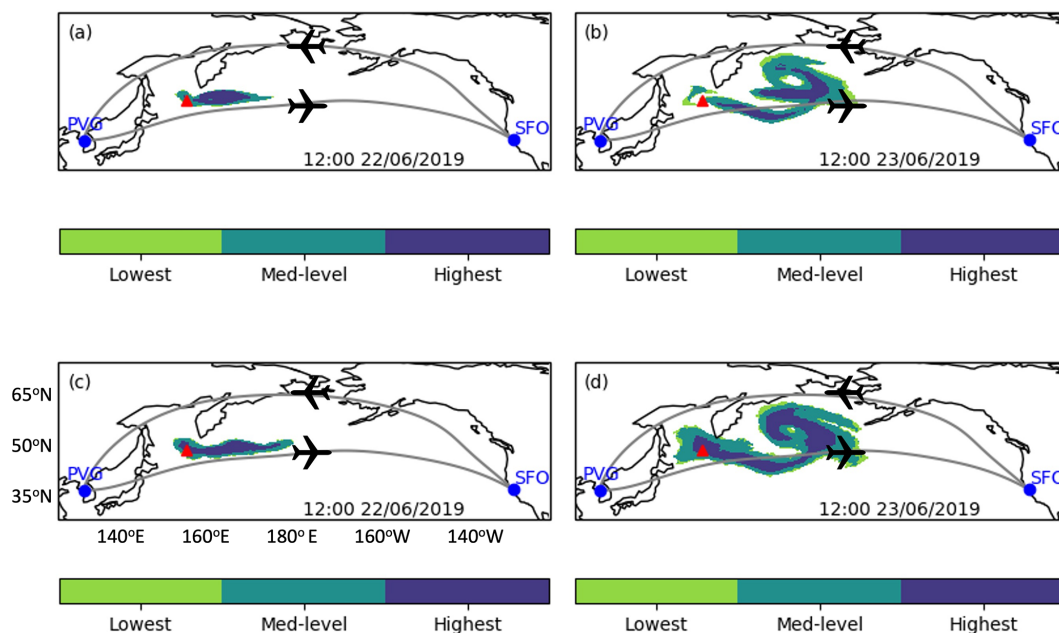 (a)
PVG
SFO
12:00 22/06/2019
(b)
PVG
SFO
12:00 23/06/2019
Lowest Med-level Highest
Lowest Med-level Highest
(c)
65°N
50°N
35°N
PVG
SFO
12:00 22/06/2019
140°E 160°E 180°E 160°W 140°W
(d)
PVG
SFO
12:00 23/06/2019
Lowest Med-level Highest
Lowest Med-level Highest